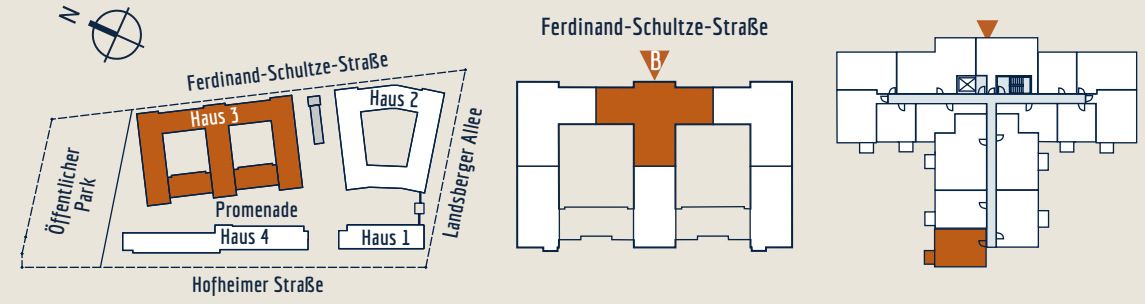 N
Ferdinand-Schultze-Straße
Haus 3
Haus 2
Öffentlicher
Park
Landsberger Allee
Promenade
Haus 4
Haus 1
Hofheimer Straße
Ferdinand-Schultze-Straße
B